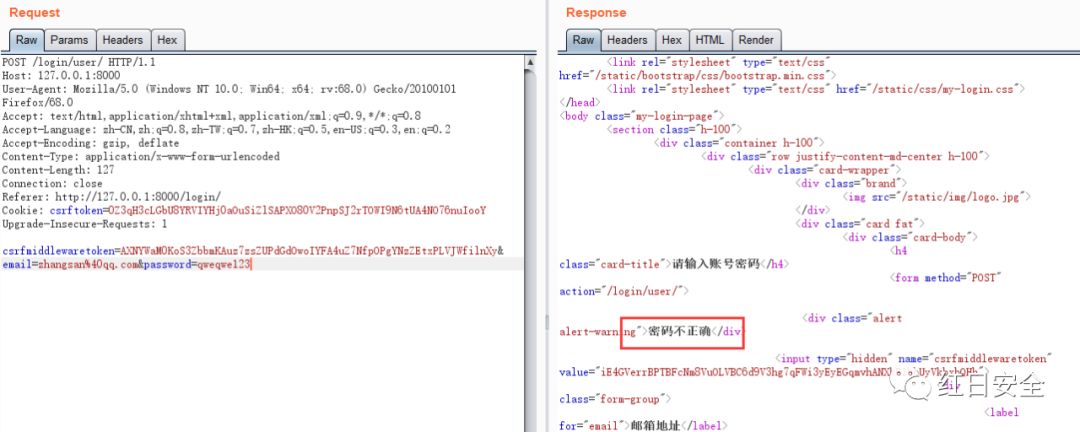 Request
Raw Params Headers Hex
POST /login/user/ HTTP/1.1
Host: 127.0.0.1:8000
User-Agent: Mozilla/5.0 (Windows NT 10.0; Win64; x64; rv:68.0) Gecko/20100101
Firefox/68.0
Accept: text/html,application/xhtml+xml,application/xml;q=0.9,*/*;q=0.8
Accept-Language: zh-CN,zh;q=0.8,zh-TW;q=0.7,zh-HK;q=0.5,en-US;q=0.3,en;q=0.2
Accept-Encoding: gzip, deflate
Content-Type: application/x-www-form-urlencoded
Content-Length: 127
Connection: close
Referer: http://127.0.0.1:8000/login/
Cookie: csrftoken=
Upgrade-Insecure-Requests: 1
csrfmiddlewaretoken=
email=zhangsan%40qq.com&password=qweqwe123
Response
Raw Headers Hex HTML Render
<link rel="stylesheet" type="text/css"
href="/static/bootstrap/css/bootstrap.min.css">
<link rel="stylesheet" type="text/css" href="/static/css/my-login.css">
</head>
<body class="my-login-page">
<section class="h-100">
<div class="container h-100">
<div class="row justify-content-md-center h-100">
<div class="card-wrapper">
<div class="brand">
<img src="/static/img/logo.jpg">
</div>
<div class="card fat">
<div class="card-body">
<h4
class="card-title">请输入账号密码</h4>
<form method="POST"
action="/login/user/">
<div class="alert
alert-warning">密码不正确</div>
<input type="hidden" name="csrfmiddlewaretoken"
value="
<div
class="form-group">
<label
for="email">邮箱地址</label>
红日安全